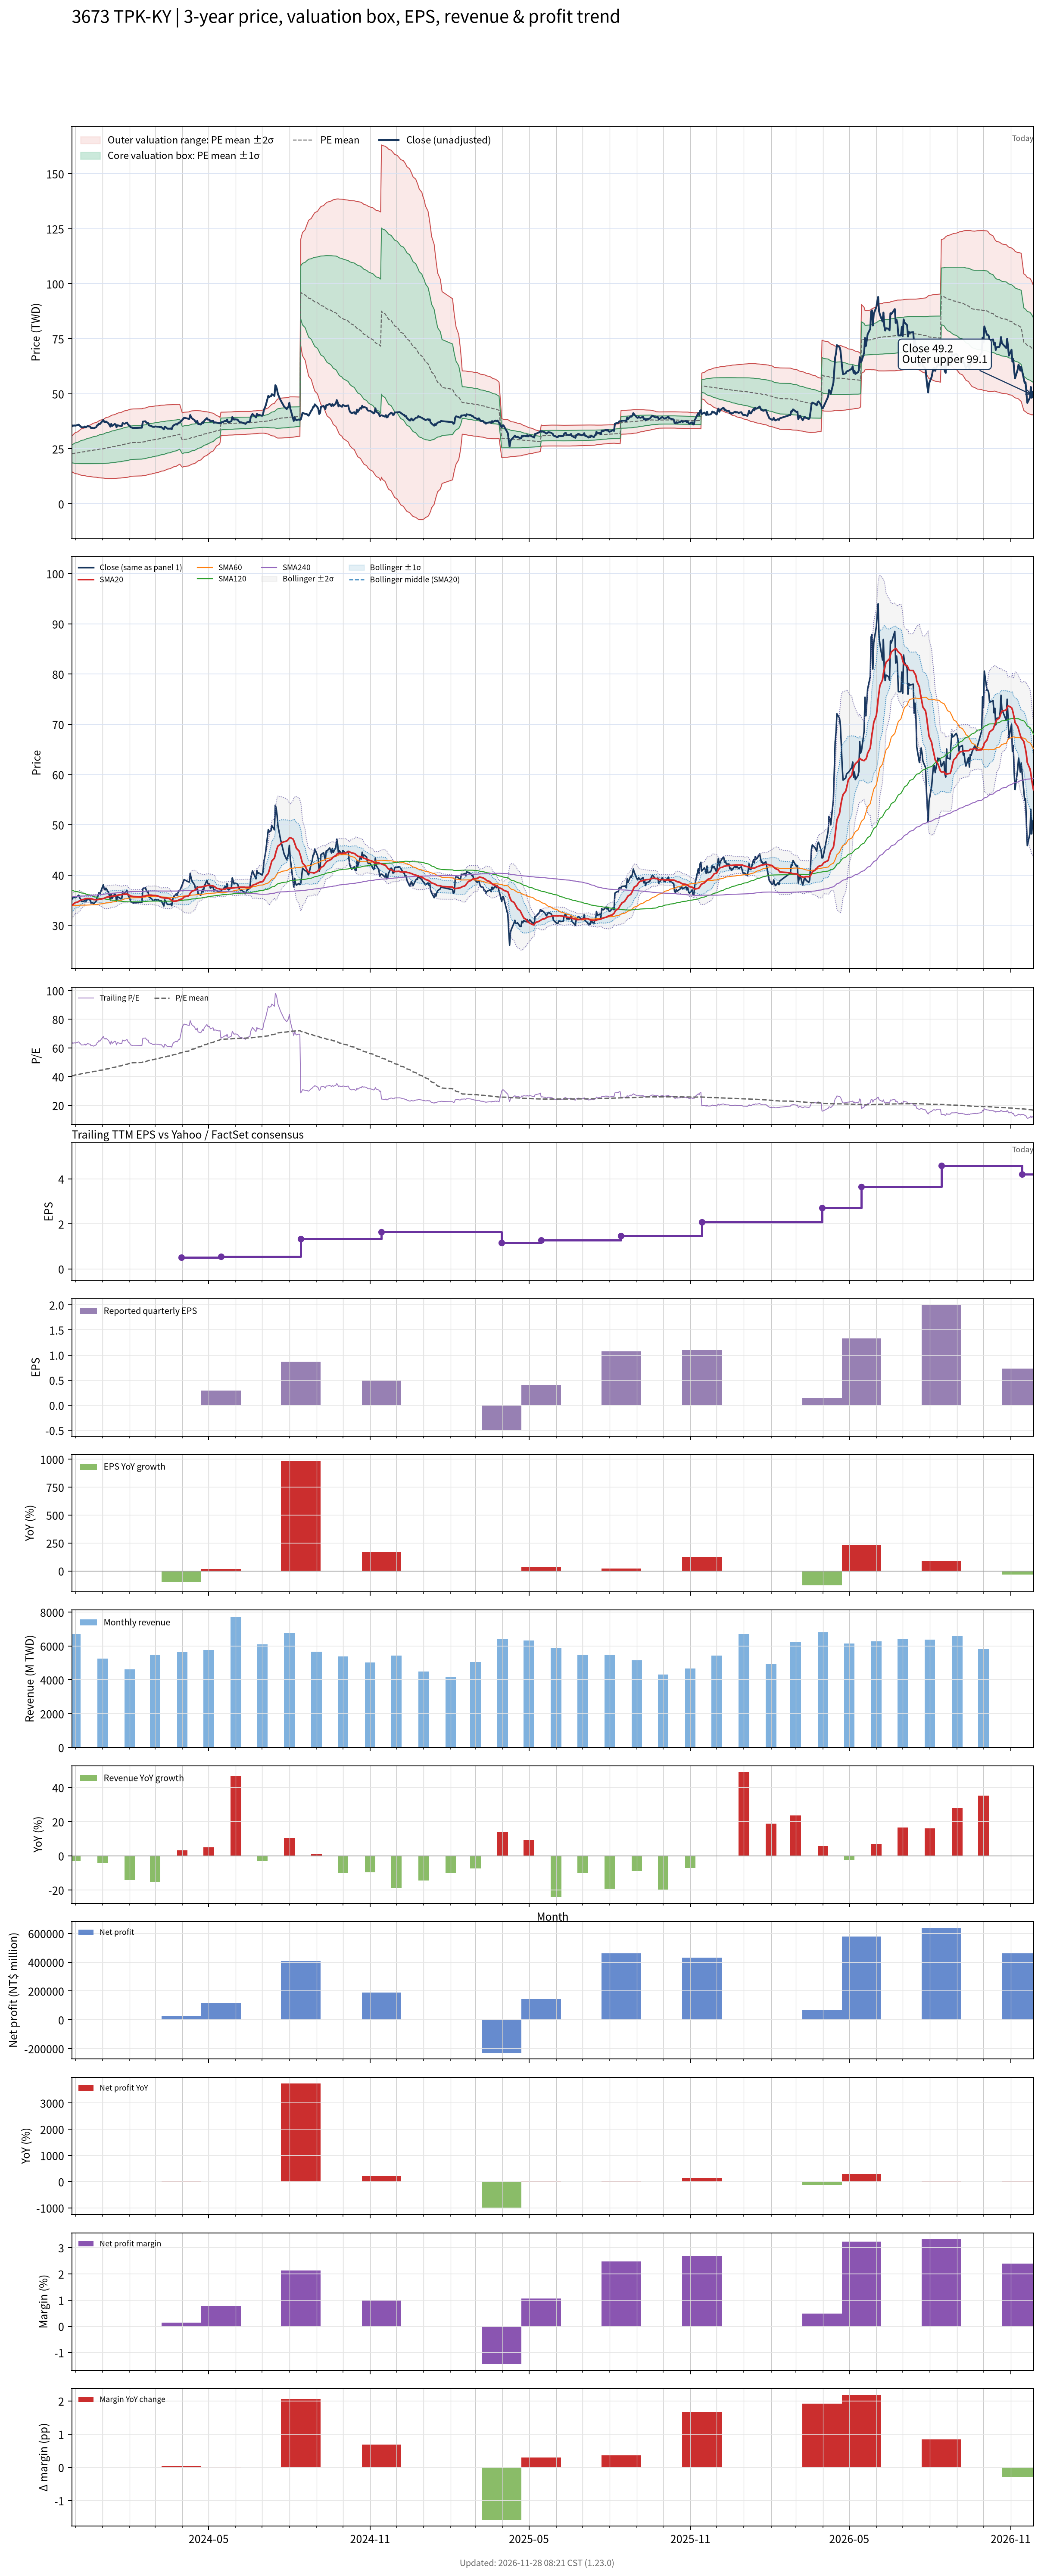 3673 TPK-KY | 3-year price, valuation box, EPS, revenue & profit trend
Outer valuation range: PE mean ±2σ
Core valuation box: PE mean ±1σ
PE mean
Close (unadjusted)
Today
Close 49.2
Outer upper 99.1
Price (TWD)
150
125
100
75
50
25
0
Close (same as panel 1)
SMA20
SMA60
SMA120
SMA240
Bollinger ±2σ
Bollinger ±1σ
Bollinger middle (SMA20)
Price
100
90
80
70
60
50
40
30
Trailing P/E
P/E mean
P/E
100
80
60
40
20
Trailing TTM EPS vs Yahoo / FactSet consensus
Today
EPS
4
2
0
Reported quarterly EPS
EPS
2.0
1.5
1.0
0.5
0.0
-0.5
EPS YoY growth
YoY (%)
1000
750
500
250
0
Monthly revenue
Revenue (M TWD)
8000
6000
4000
2000
0
Revenue YoY growth
YoY (%)
40
20
0
-20
Month
Net profit
Net profit (NT$ million)
600000
400000
200000
0
-200000
Net profit YoY
YoY (%)
3000
2000
1000
0
-1000
Net profit margin
Margin (%)
3
2
1
0
-1
Margin YoY change
Δ margin (pp)
2
1
0
-1
2024-05
2024-11
2025-05
2025-11
2026-05
2026-11
Updated: 2026-11-28 08:21 CST (1.23.0)